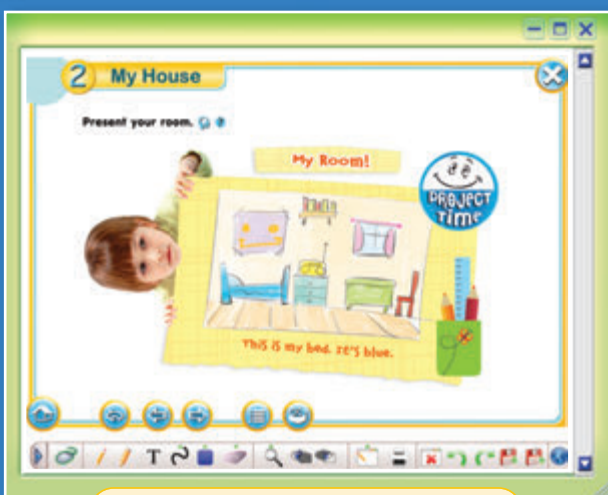 2 My House
Present your room.
My Room!
PROJECT
Time
This is my bed. It's blue.
T